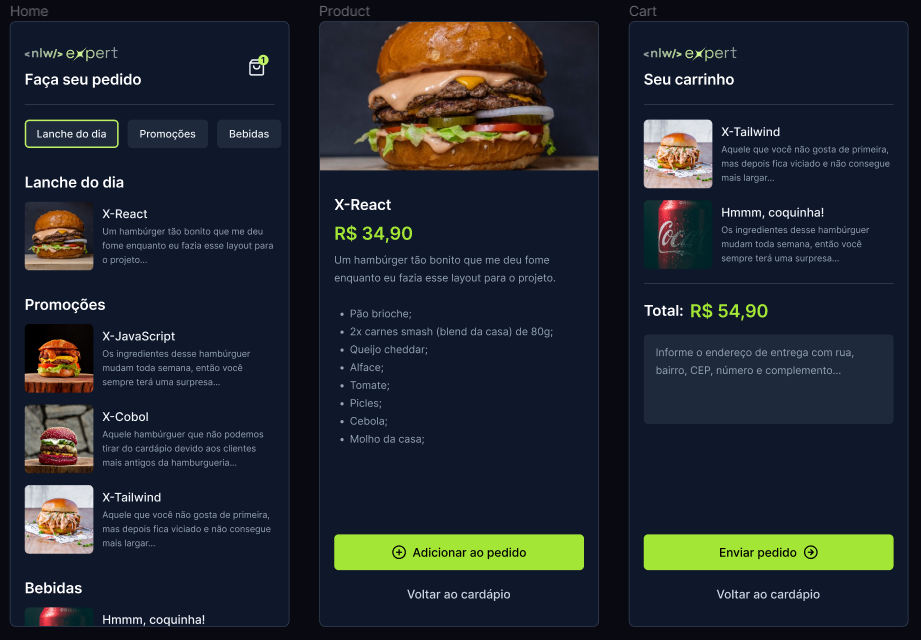 Home
<nlw/> expert
Faça seu pedido
1
Lanche do dia
Promoções
Bebidas
Lanche do dia
X-React
Um hambúrger tão bonito que me deu
fome enquanto eu fazia esse layout para
o projeto...
Promoções
X-JavaScript
Os ingredientes desse hambúrguer
mudam toda semana, então você
sempre terá uma surpresa...
X-Cobol
Aquele hambúrguer que não podemos
tirar do cardápio devido aos clientes
mais antigos da hamburgueria...
X-Tailwind
Aquele que você não gosta de primeira,
mas depois fica viciado e não consegue
mais largar...
Bebidas
Hmmm, coquinha!
Product
X-React
R$ 34,90
Um hambúrger tão bonito que me deu fome
enquanto eu fazia esse layout para o projeto.
• Pão brioche;
• 2x carnes smash (blend da casa) de 80g;
• Queijo cheddar;
• Alface;
• Tomate;
• Picles;
• Cebola;
• Molho da casa;
Adicionar ao pedido
Voltar ao cardápio
Cart
<nlw/> expert
Seu carrinho
X-Tailwind
Aquele que você não gosta de primeira,
mas depois fica viciado e não consegue
mais largar...
Hmmm, coquinha!
Os ingredientes desse hambúrguer
mudam toda semana, então você
sempre terá uma surpresa...
Total: R$ 54,90
Informe o endereço de entrega com rua,
bairro, CEP, número e complemento...
Enviar pedido
Voltar ao cardápio